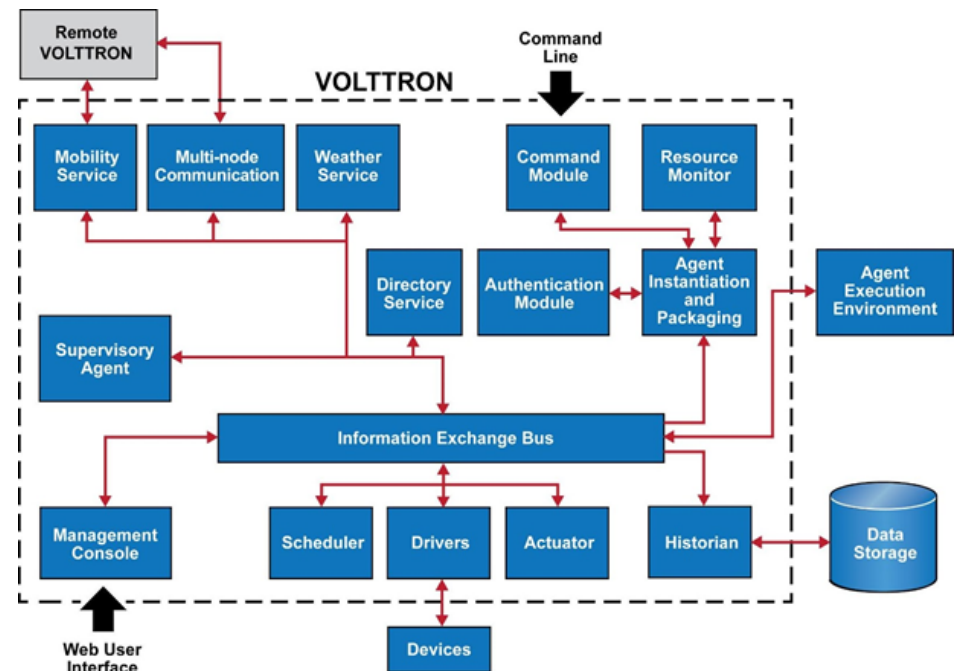 Remote
VOLTTRON
Command
Line
VOLTTRON
Mobility
Service
Multi-node
Communication
Weather
Service
Command
Module
Resource
Monitor
Directory
Service
Authentication
Module
Agent
Instantiation
and
Packaging
Agent
Execution
Environment
Supervisory
Agent
Information Exchange Bus
Management
Console
Scheduler
Drivers
Actuator
Historian
Data
Storage
Web User
Interface
Devices